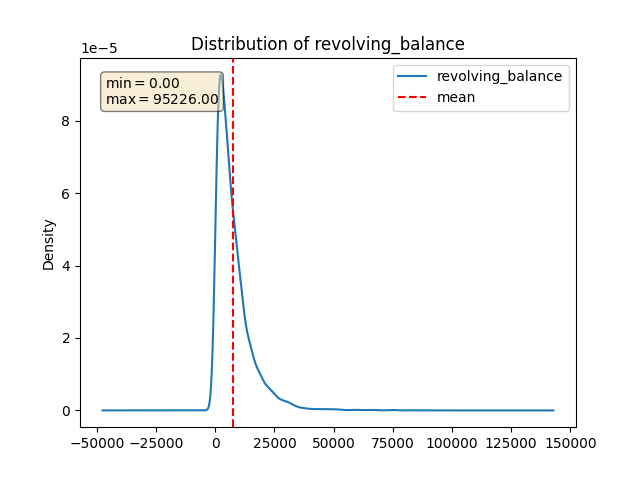 Distribution of revolving_balance
1e−5
min = 0.00
max = 95226.00
revolving_balance
mean
8
6
4
2
0
Density
−50000 −25000 0 25000 50000 75000 100000 125000 150000